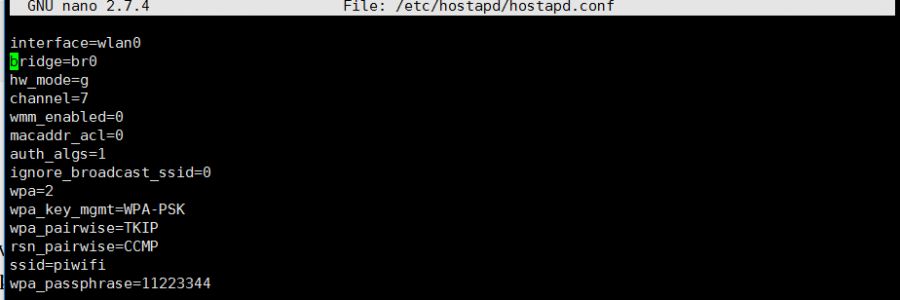 GNU nano 2.7.4 File: /etc/hostapd/hostapd.conf
interface=wlan0
bridge=br0
hw_mode=g
channel=7
wmm_enabled=0
macaddr_acl=0
auth_algs=1
ignore_broadcast_ssid=0
wpa=2
wpa_key_mgmt=WPA-PSK
wpa_pairwise=TKIP
rsn_pairwise=CCMP
ssid=piwifi
wpa_passphrase=11223344